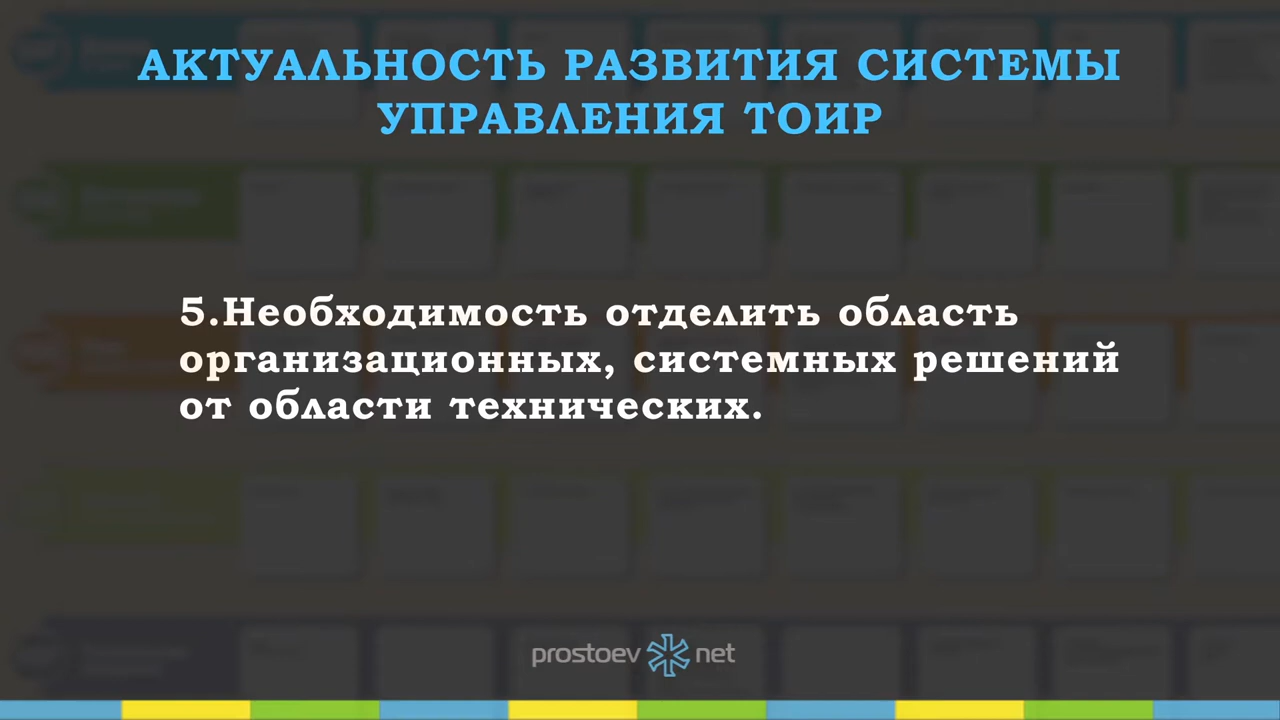 АКТУАЛЬНОСТЬ РАЗВИТИЯ СИСТЕМЫ
УПРАВЛЕНИЯ ТОИР
5.Необходимость отделить область
организационных, системных решений
от области технических.
prostoev net